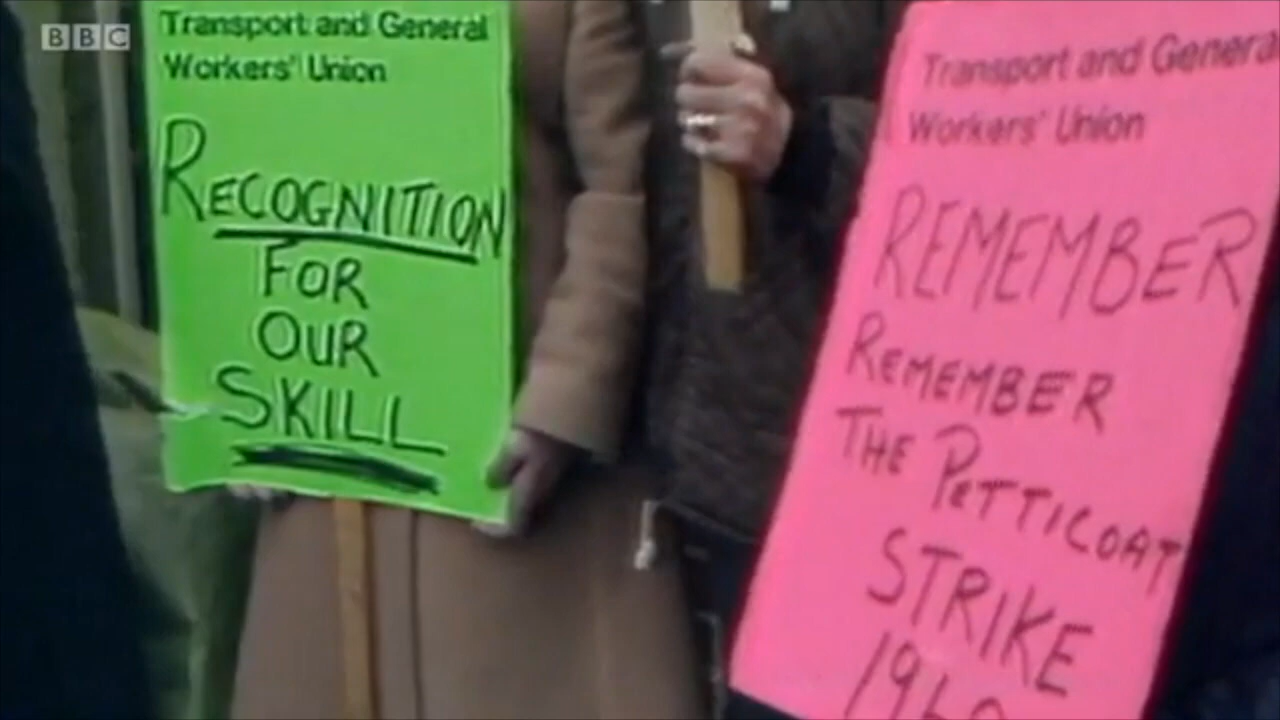 BBC
Transport and General
Workers' Union
RECOGNITION
FOR
OUR
SKILL
Transport and Genera
Workers' Union
REMEMBER
REMEMBER
THE PETTICOAT
STRIKE